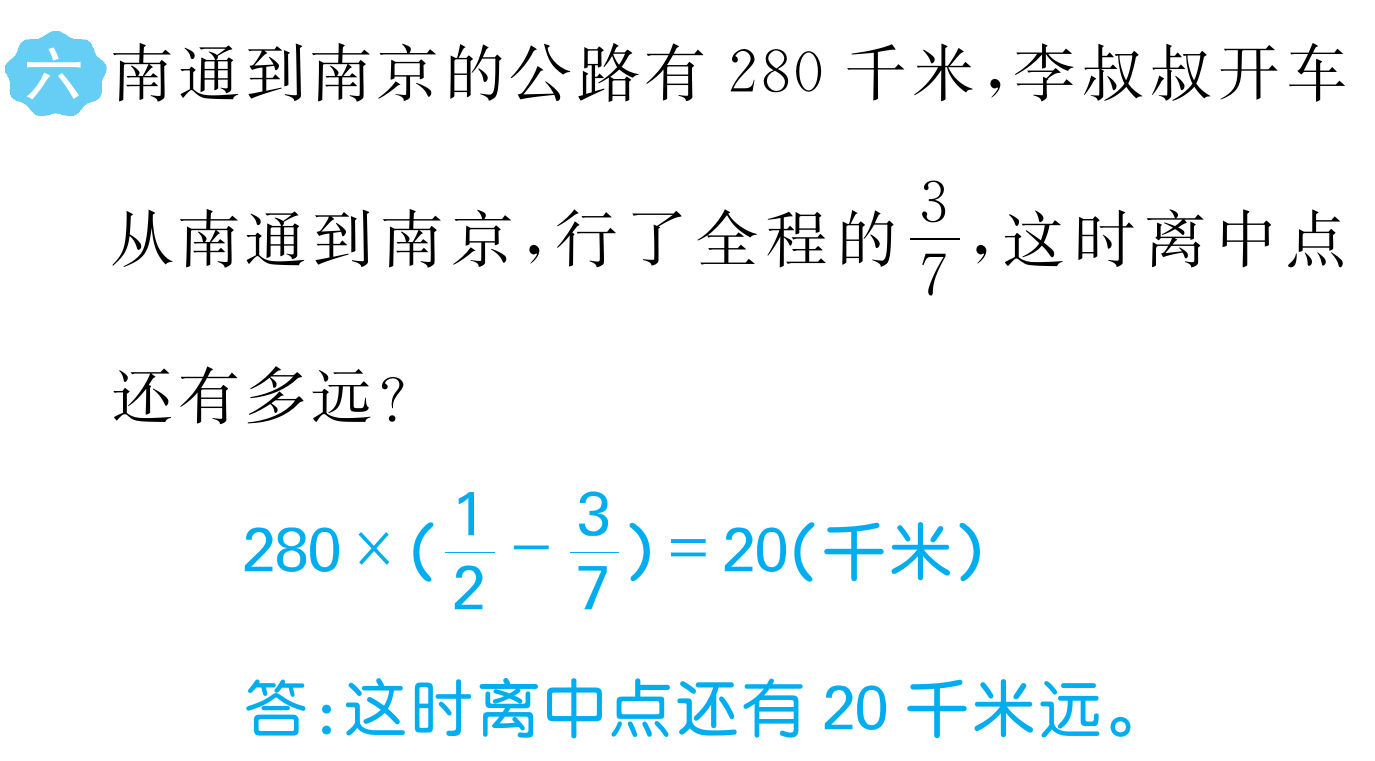 六 南通到南京的公路有 280 千米,李叔叔开车
从南通到南京,行了全程的3/7,这时离中点
还有多远?
280×(1/2-3/7)=20(千米)
答:这时离中点还有 20 千米远。